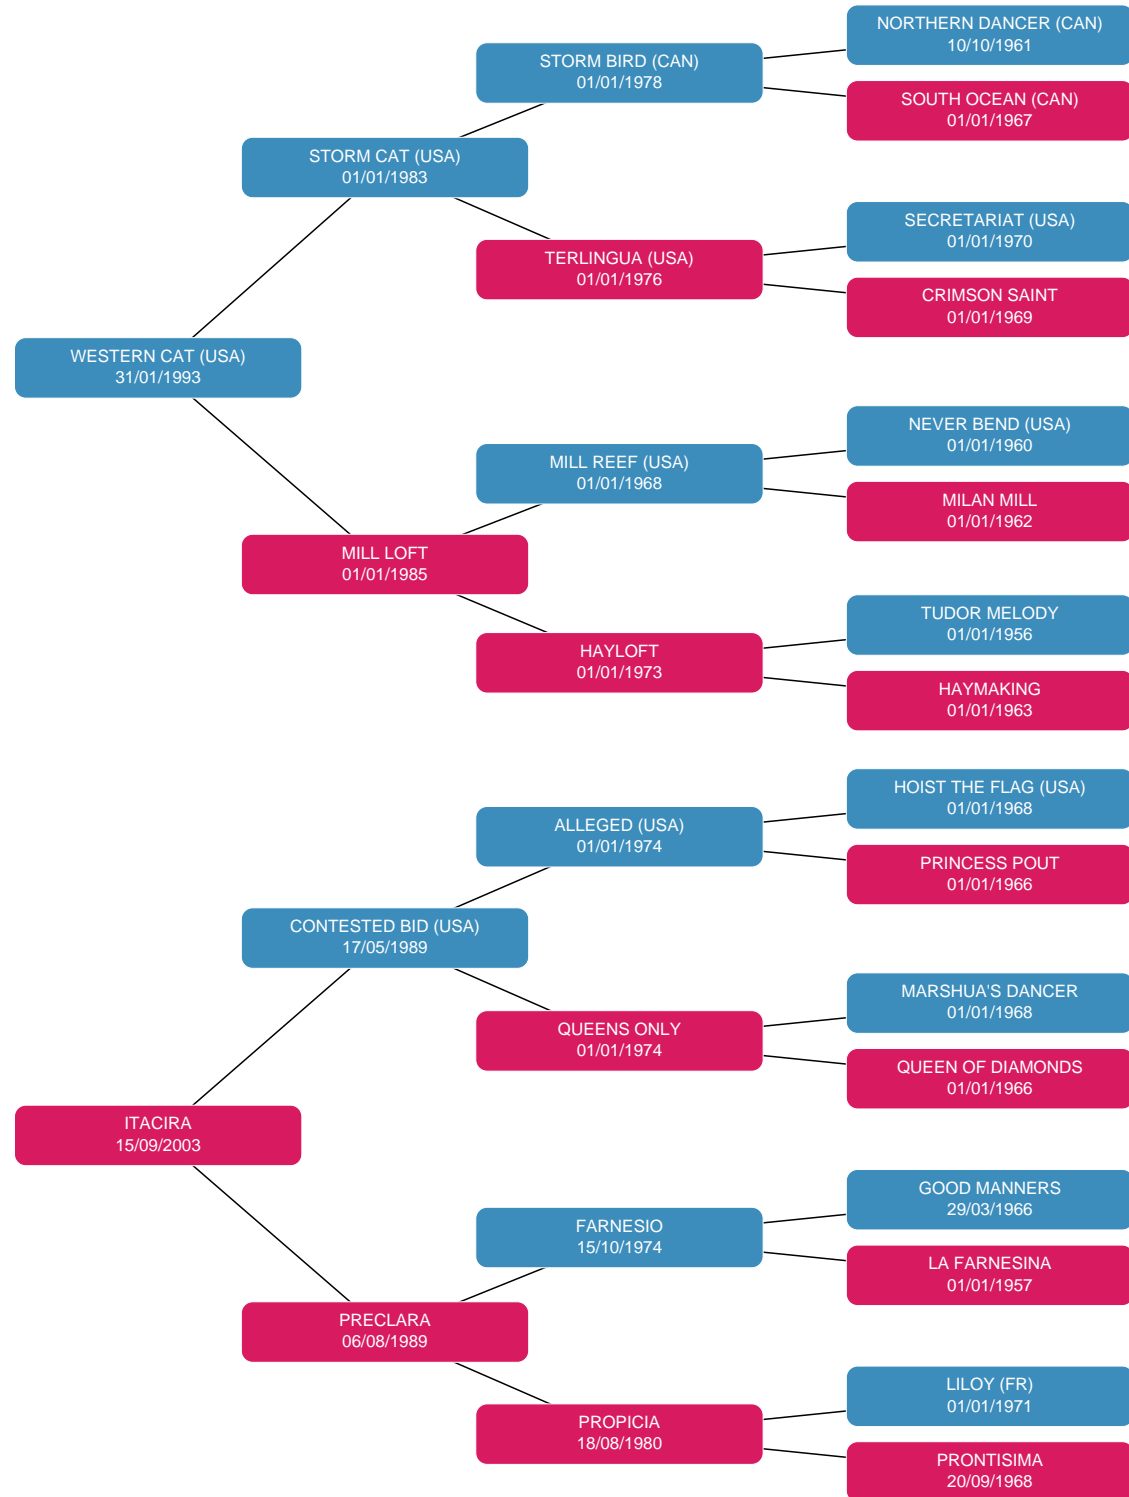 NORTHERN DANCER (CAN)
10/10/1961
STORM BIRD (CAN)
01/01/1978
SOUTH OCEAN (CAN)
01/01/1967
STORM CAT (USA)
01/01/1983
SECRETARIAT (USA)
01/01/1970
TERLINGUA (USA)
01/01/1976
CRIMSON SAINT
01/01/1969
WESTERN CAT (USA)
31/01/1993
NEVER BEND (USA)
01/01/1960
MILL REEF (USA)
01/01/1968
MILAN MILL
01/01/1962
MILL LOFT
01/01/1985
TUDOR MELODY
01/01/1956
HAYLOFT
01/01/1973
HAYMAKING
01/01/1963
HOIST THE FLAG (USA)
01/01/1968
ALLEGED (USA)
01/01/1974
PRINCESS POUT
01/01/1966
CONTESTED BID (USA)
17/05/1989
MARSHUA'S DANCER
01/01/1968
QUEENS ONLY
01/01/1974
QUEEN OF DIAMONDS
01/01/1966
ITACIRA
15/09/2003
GOOD MANNERS
29/03/1966
FARNESIO
15/10/1974
LA FARNESINA
01/01/1957
PRECLARA
06/08/1989
LILOY (FR)
01/01/1971
PROPICIA
18/08/1980
PRONTISIMA
20/09/1968